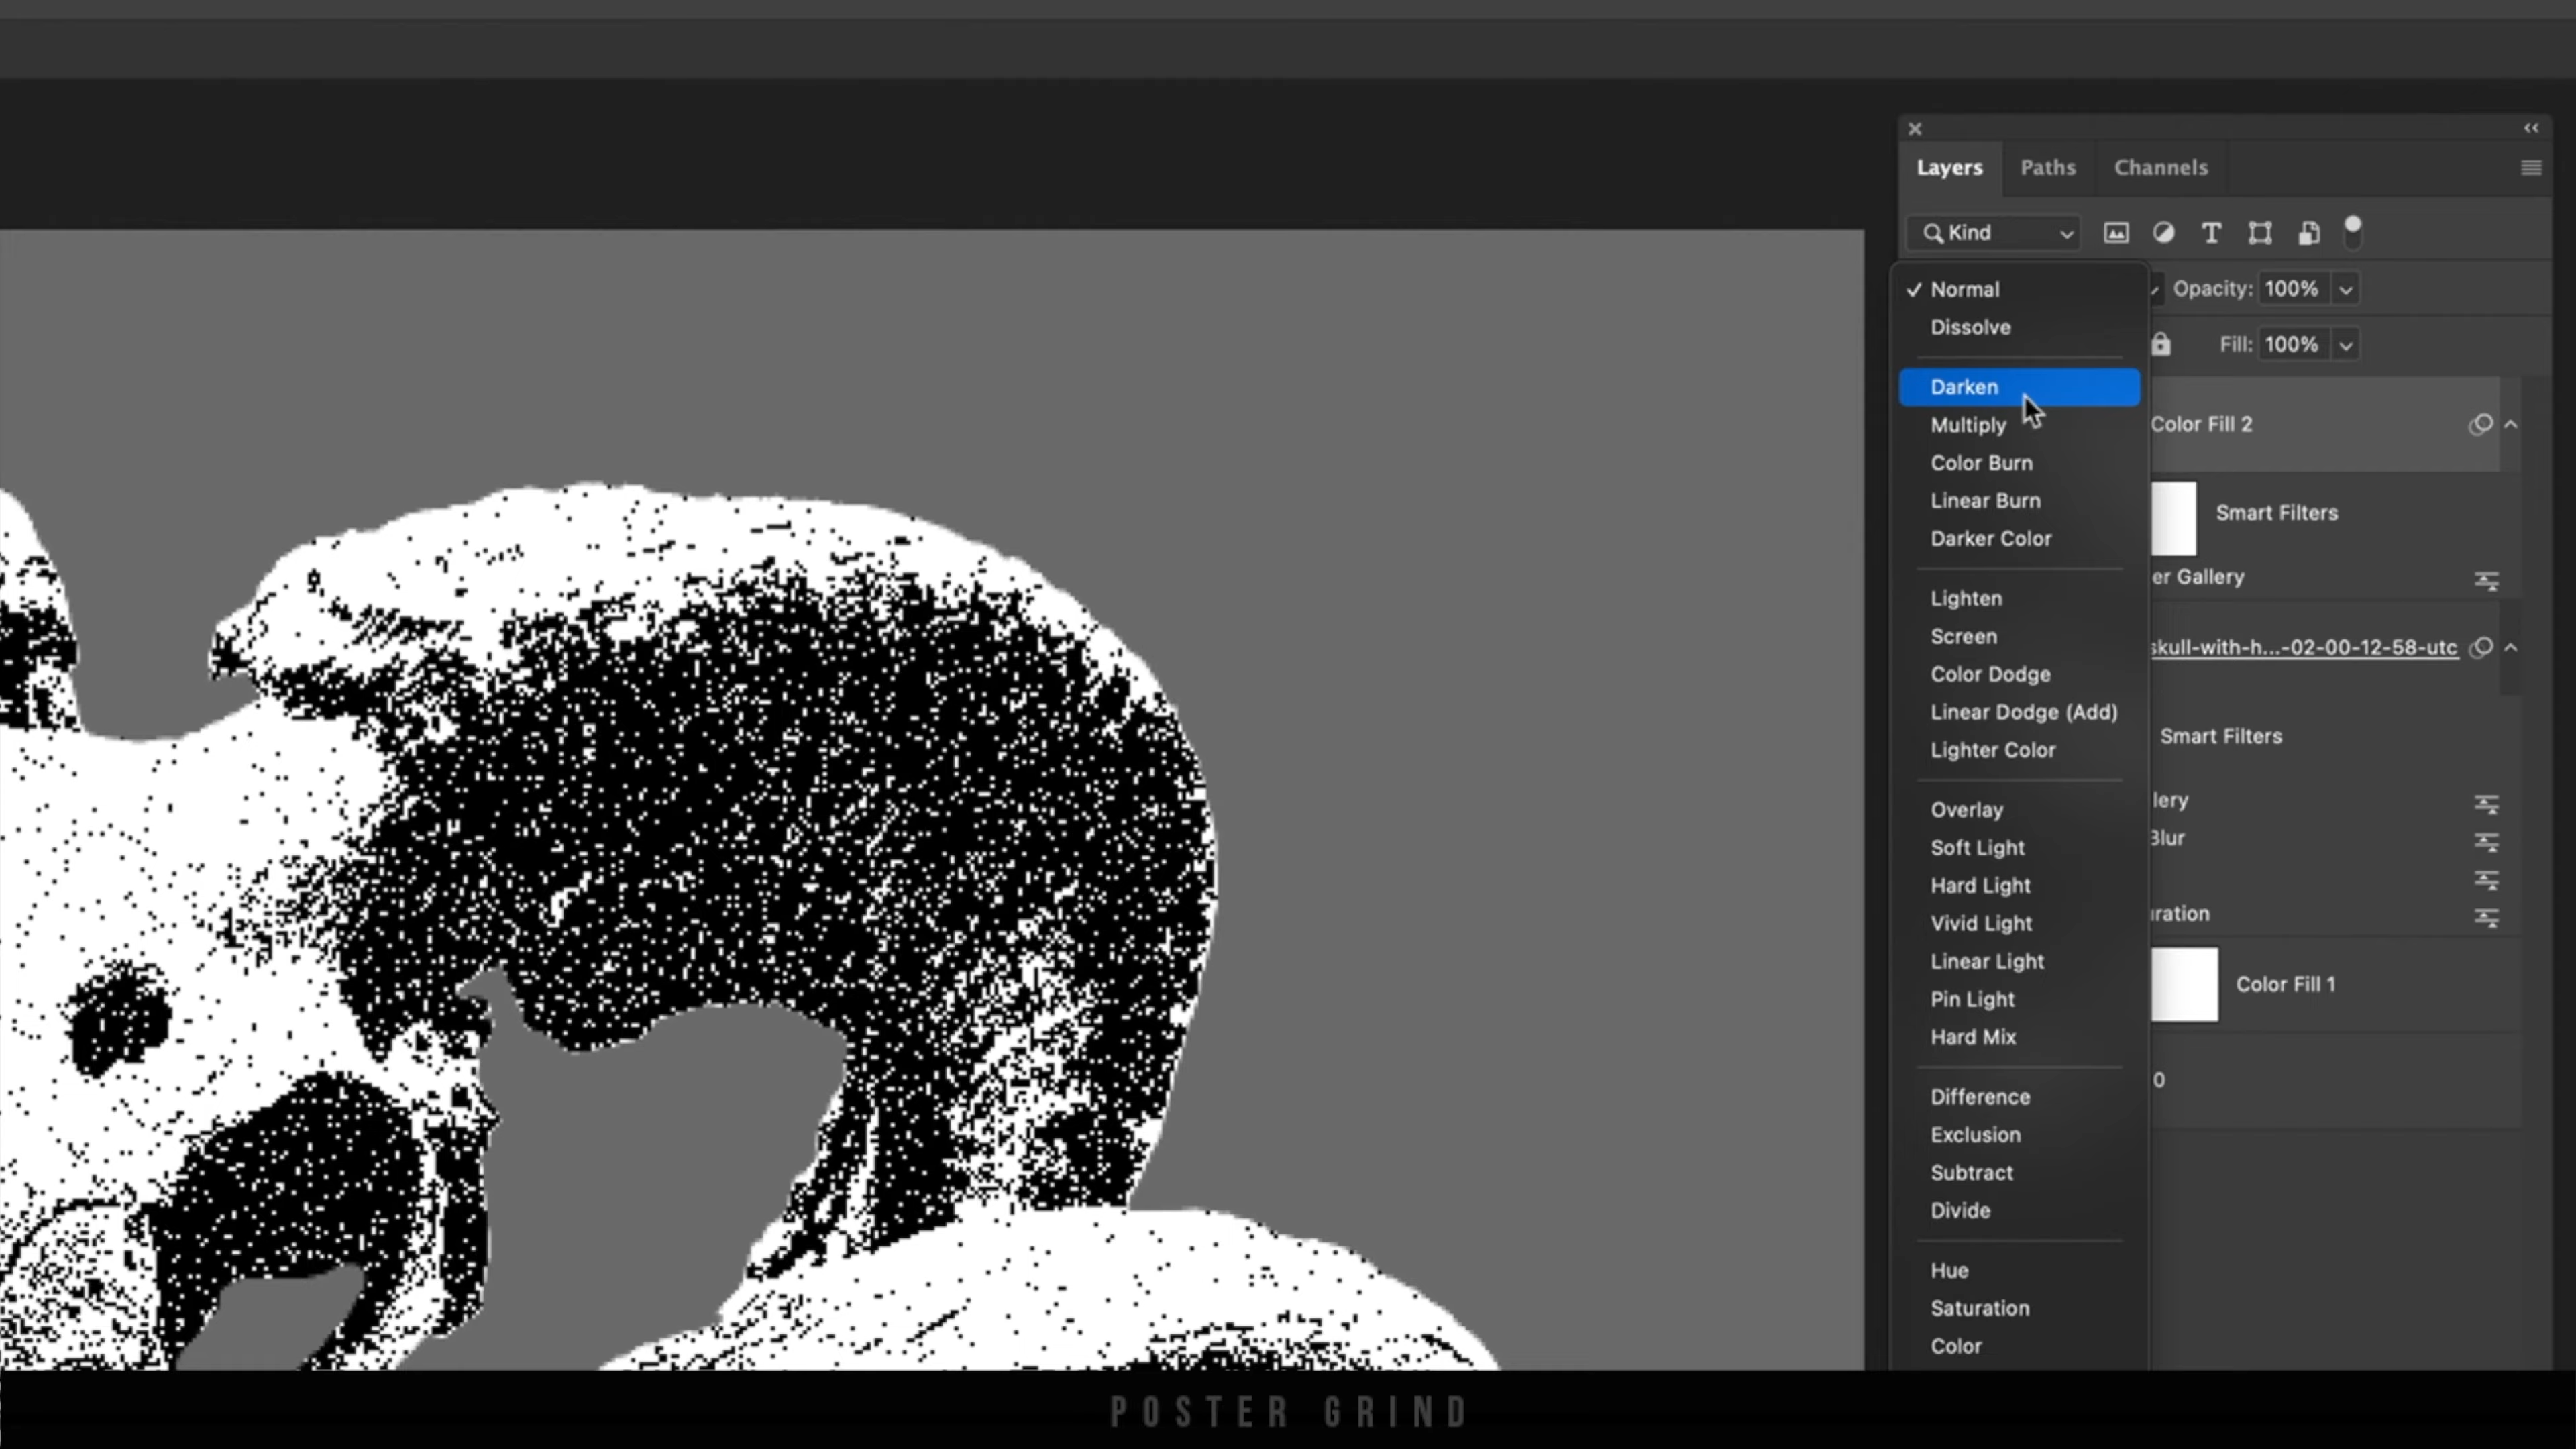 Layers Paths Channels
Kind
Normal
Opacity: 100%
Dissolve
Fill: 100%
Darken
Multiply
Color Burn
Linear Burn
Darker Color
Lighten
Screen
Color Dodge
Linear Dodge (Add)
Lighter Color
Overlay
Soft Light
Hard Light
Vivid Light
Linear Light
Pin Light
Hard Mix
Difference
Exclusion
Subtract
Divide
Hue
Saturation
Color
Color Fill 2
Smart Filters
er Gallery
skull-with-h...-02-00-12-58-utc
Smart Filters
lery
Blur
uration
Color Fill 1
0
POSTER GRIND